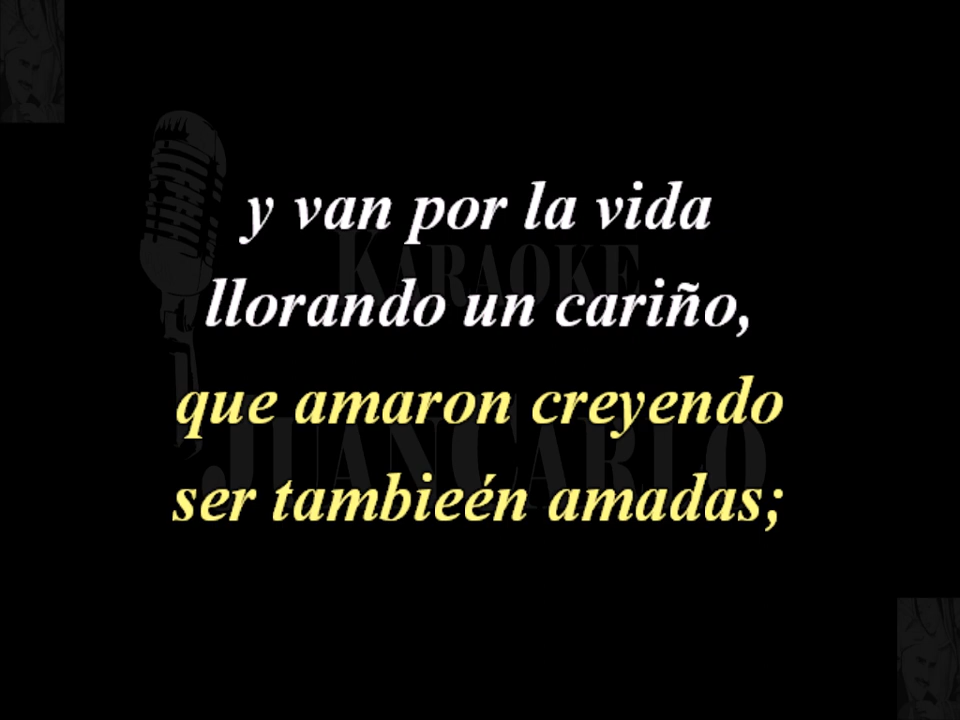 y van por la vida
KARAOKE
llorando un cariño,
que amaron creyendo
JUANCARLO
ser tambieén amadas;